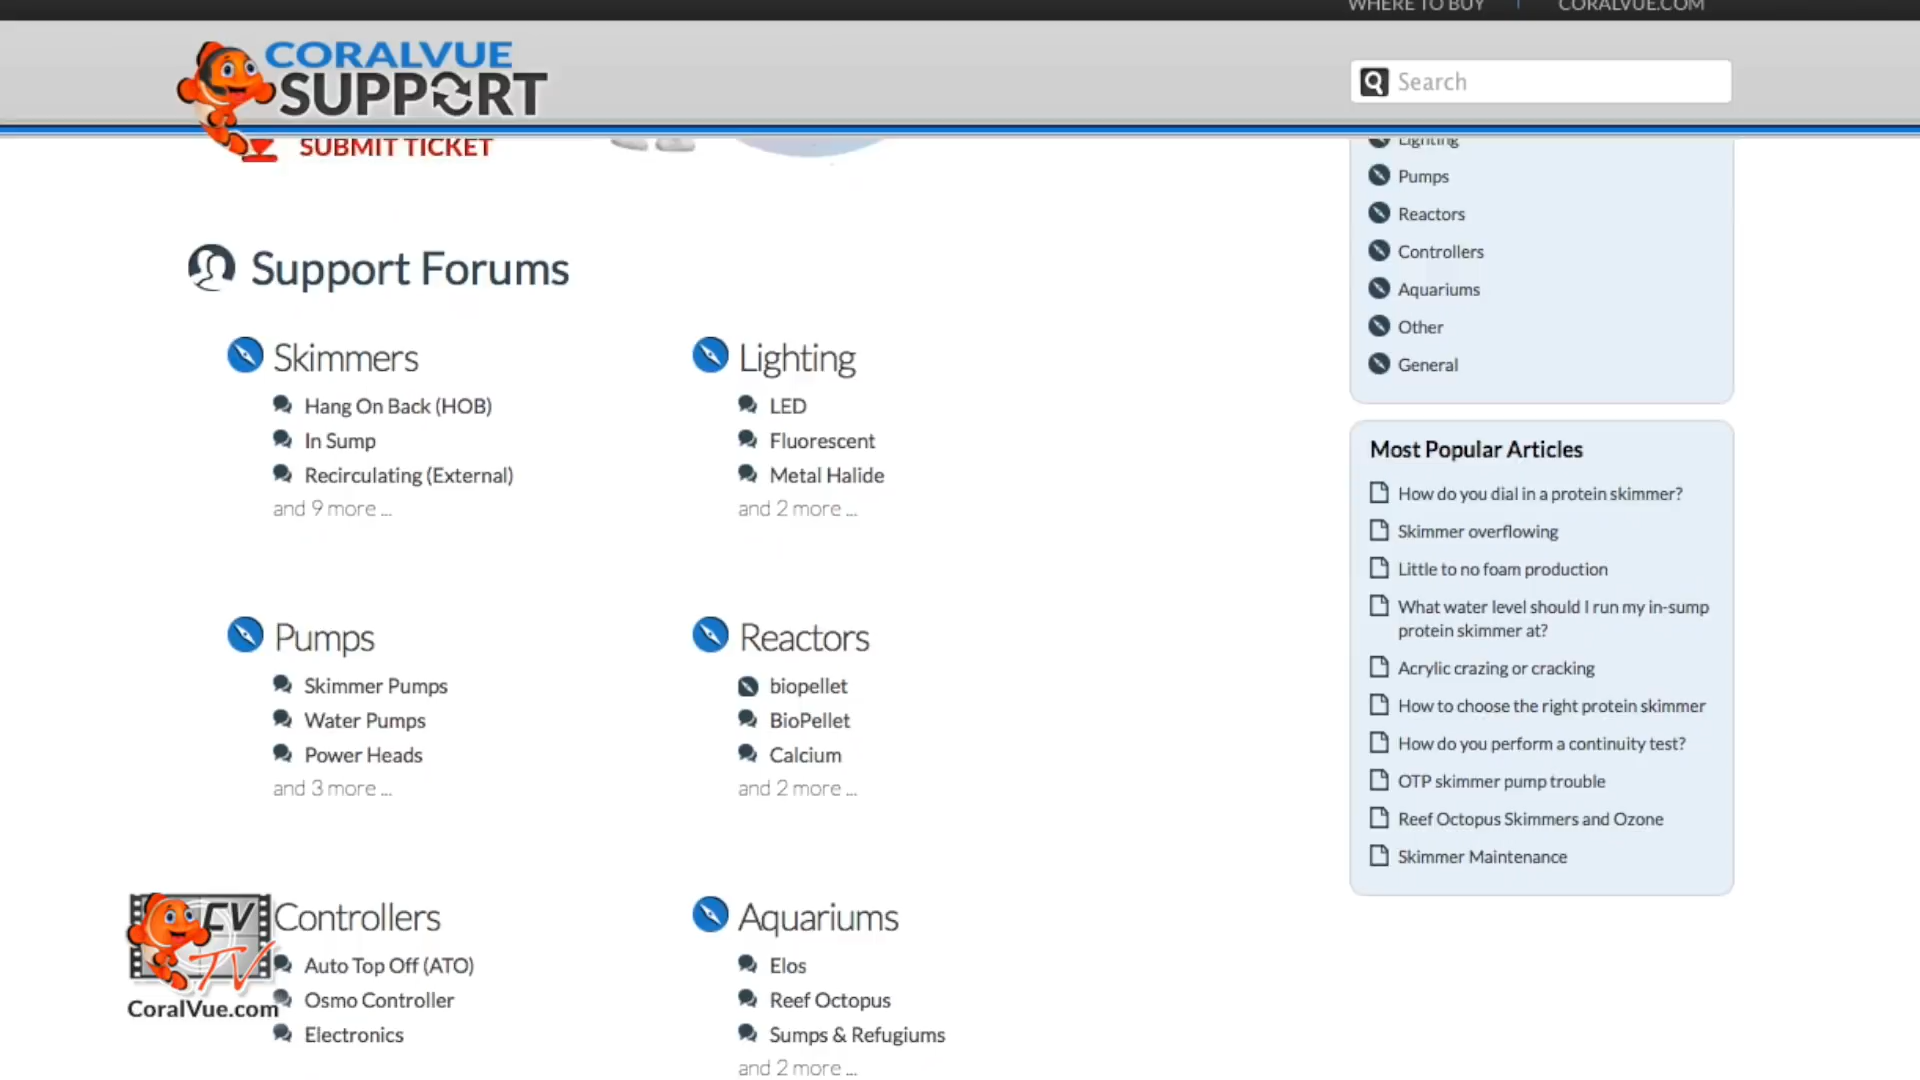 WHERE TO BUY
CORALVUE.COM
CORALVUE
SUPPORT
Search
SUBMIT TICKET
Support Forums
Skimmers
Hang On Back (HOB)
In Sump
Recirculating (External)
and 9 more ...
Lighting
LED
Fluorescent
Metal Halide
and 2 more ...
Pumps
Skimmer Pumps
Water Pumps
Power Heads
and 3 more ...
Reactors
biopellet
BioPellet
Calcium
and 2 more ...
Controllers
Auto Top Off (ATO)
Osmo Controller
Electronics
Aquariums
Elos
Reef Octopus
Sumps & Refugiums
and 2 more ...
CV
TV
CoralVue.com
Lighting
Pumps
Reactors
Controllers
Aquariums
Other
General
Most Popular Articles
How do you dial in a protein skimmer?
Skimmer overflowing
Little to no foam production
What water level should I run my in-sump
protein skimmer at?
Acrylic crazing or cracking
How to choose the right protein skimmer
How do you perform a continuity test?
OTP skimmer pump trouble
Reef Octopus Skimmers and Ozone
Skimmer Maintenance